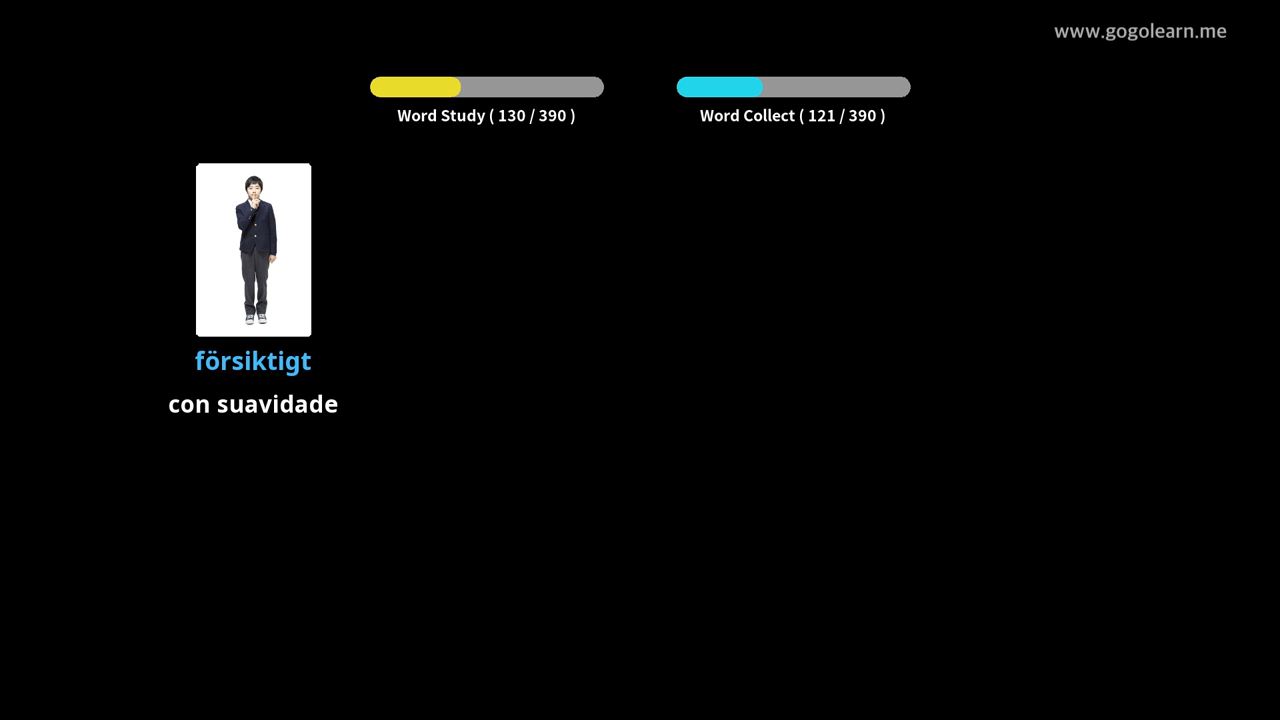 www.gogolearn.me
Word Study ( 130 / 390 )
Word Collect ( 121 / 390 )
försiktigt
con suavidade